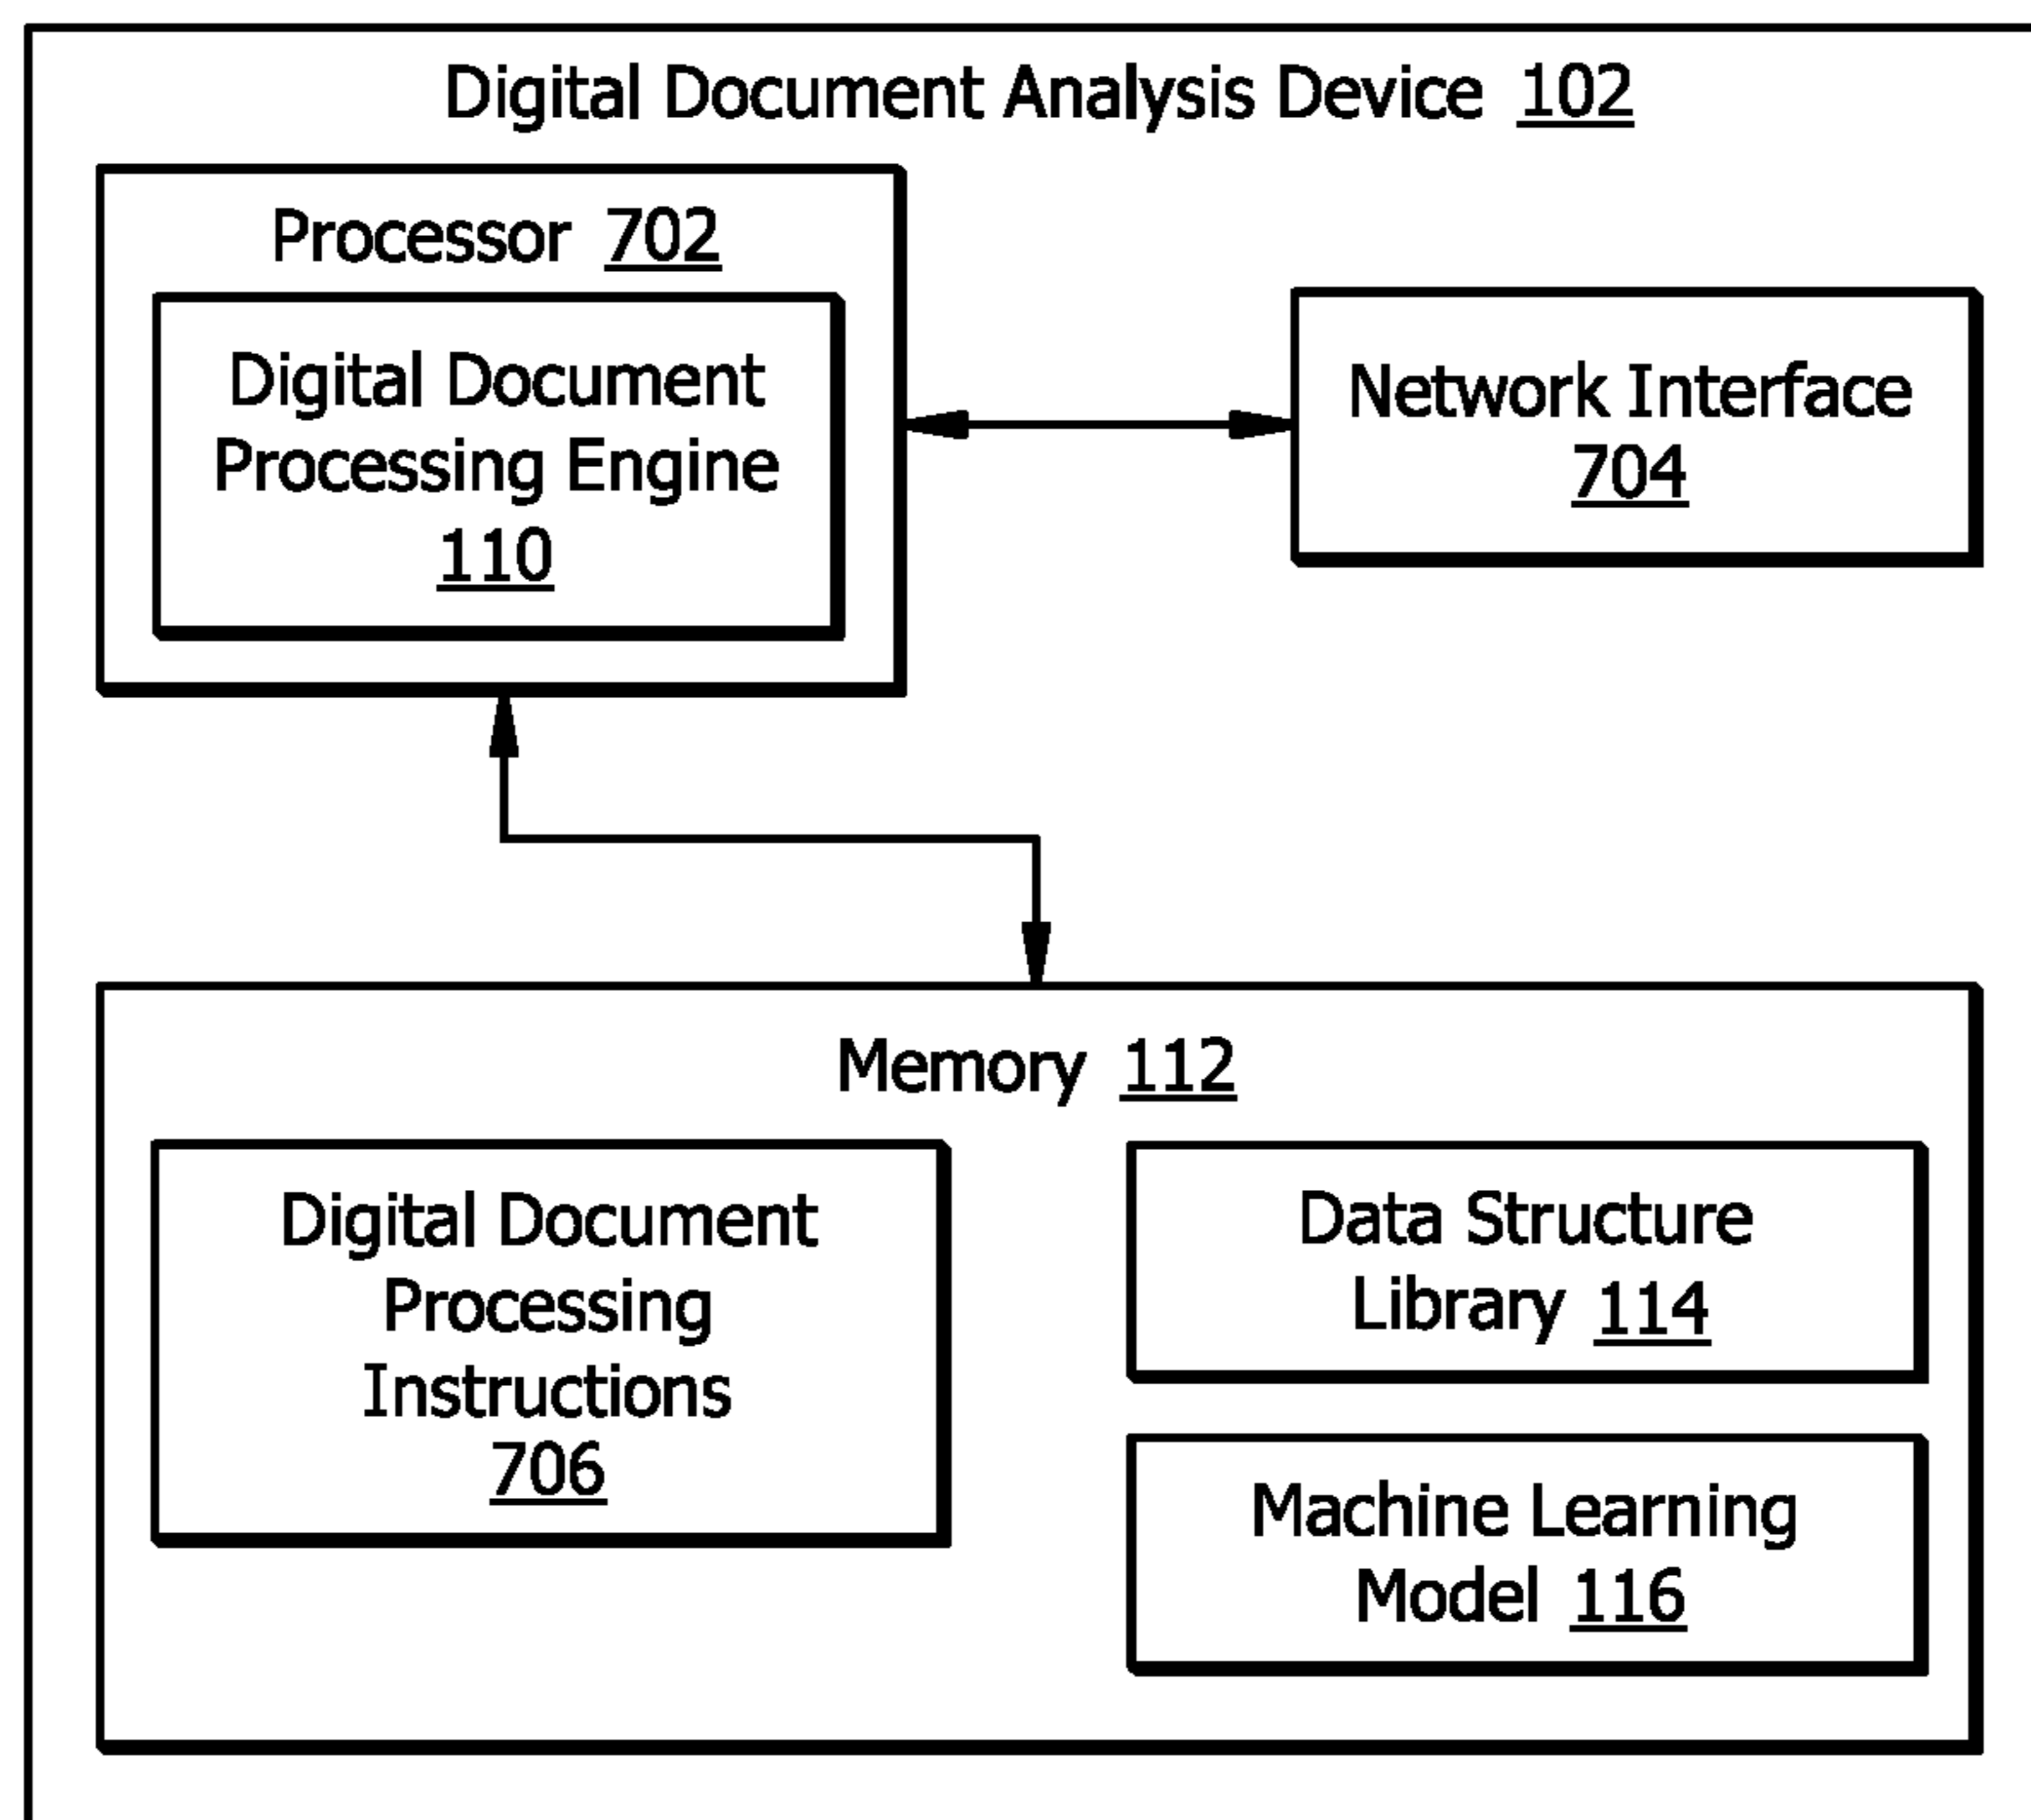 Digital Document Analysis Device 102
Processor 702
Digital Document
Processing Engine
110
Network Interface
704
Memory 112
Digital Document
Processing
Instructions
706
Data Structure
Library 114
Machine Learning
Model 116